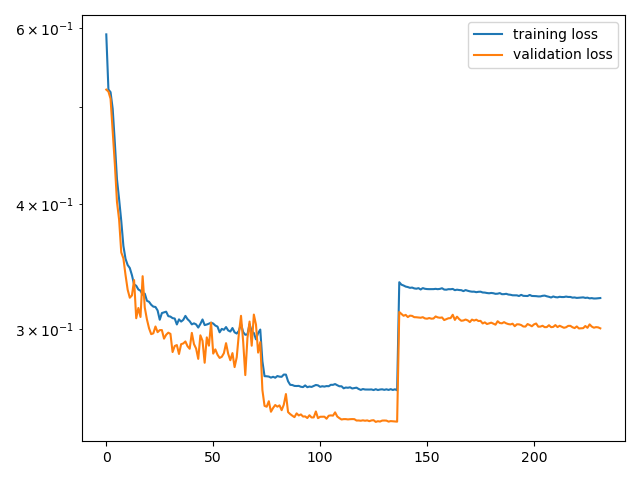 6 × 10⁻¹
4 × 10⁻¹
3 × 10⁻¹
0 50 100 150 200
training loss
validation loss